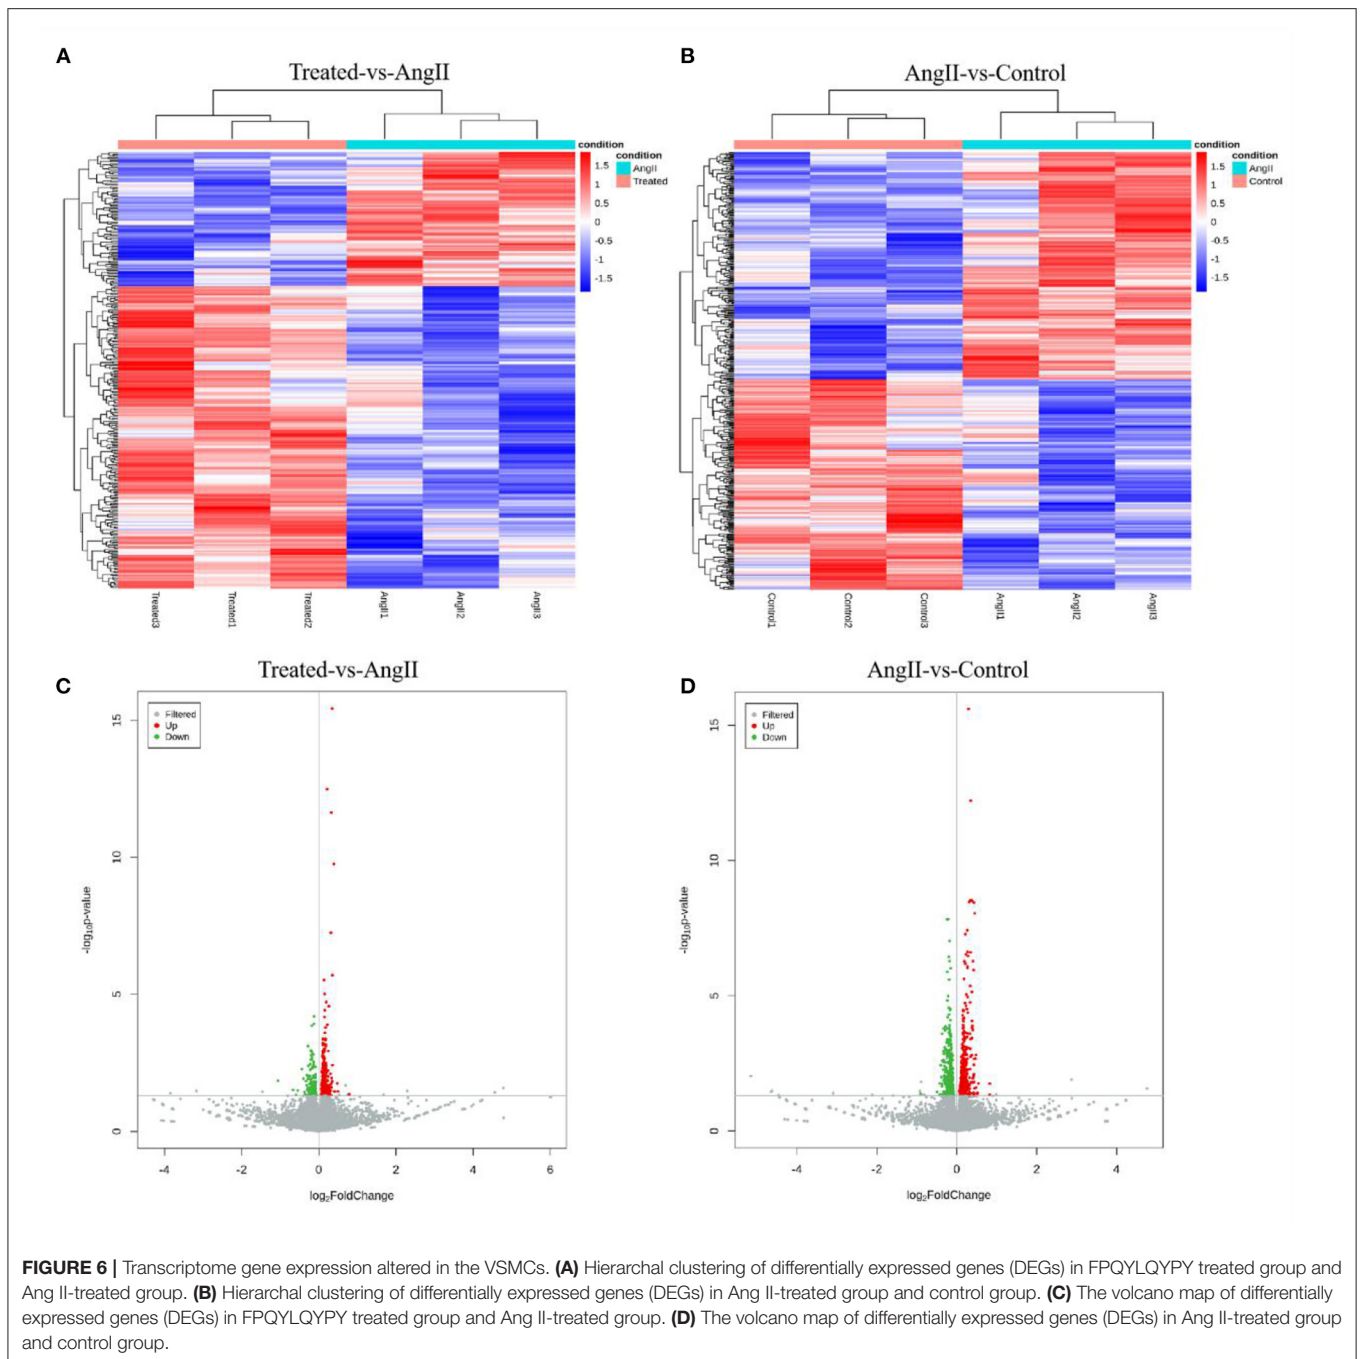 A
Treated-vs-AngII
condition
condition
AngII
Treated
1.5
1
0.5
0
-0.5
-1
-1.5
Treated3
Treated1
Treated2
AngII1
AngII2
AngII3
B
AngII-vs-Control
condition
condition
AngII
Control
1.5
1
0.5
0
-0.5
-1
-1.5
Control1
Control2
Control3
AngII1
AngII2
AngII3
C
Treated-vs-AngII
Filtered
Up
Down
15
10
5
0
-log10p-value
-4
-2
0
2
4
6
log2FoldChange
D
AngII-vs-Control
Filtered
Up
Down
15
10
5
0
-log10p-value
-4
-2
0
2
4
log2FoldChange
FIGURE 6 | Transcriptome gene expression altered in the VSMCs. (A) Hierarchal clustering of differentially expressed genes (DEGs) in FPQYLQYPY treated group and
Ang II-treated group. (B) Hierarchal clustering of differentially expressed genes (DEGs) in Ang II-treated group and control group. (C) The volcano map of differentially
expressed genes (DEGs) in FPQYLQYPY treated group and Ang II-treated group. (D) The volcano map of differentially expressed genes (DEGs) in Ang II-treated group
and control group.